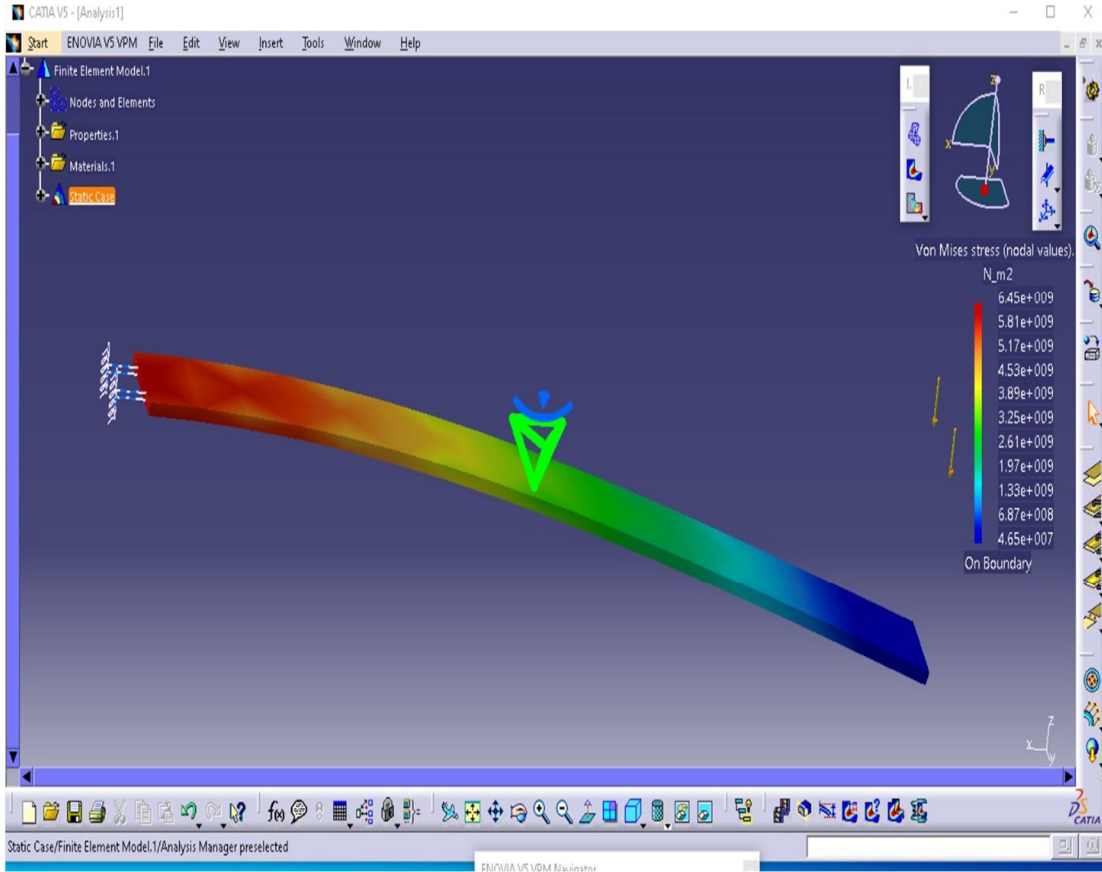 CATIA V5 - [Analysis1]
Start ENOVIA V5 VPM File Edit View Insert Tools Window Help
Finite Element Model.1
Nodes and Elements
Properties.1
Materials.1
Static Case
R
z
x
y
Von Mises stress (nodal values).
N_m2
6.45e+009
5.81e+009
5.17e+009
4.53e+009
3.89e+009
3.25e+009
2.61e+009
1.97e+009
1.33e+009
6.87e+008
4.65e+007
On Boundary
z
x
y
f(x)
CATIA
Static Case/Finite Element Model.1/Analysis Manager preselected
ENOVIA V5 VPM Navigator